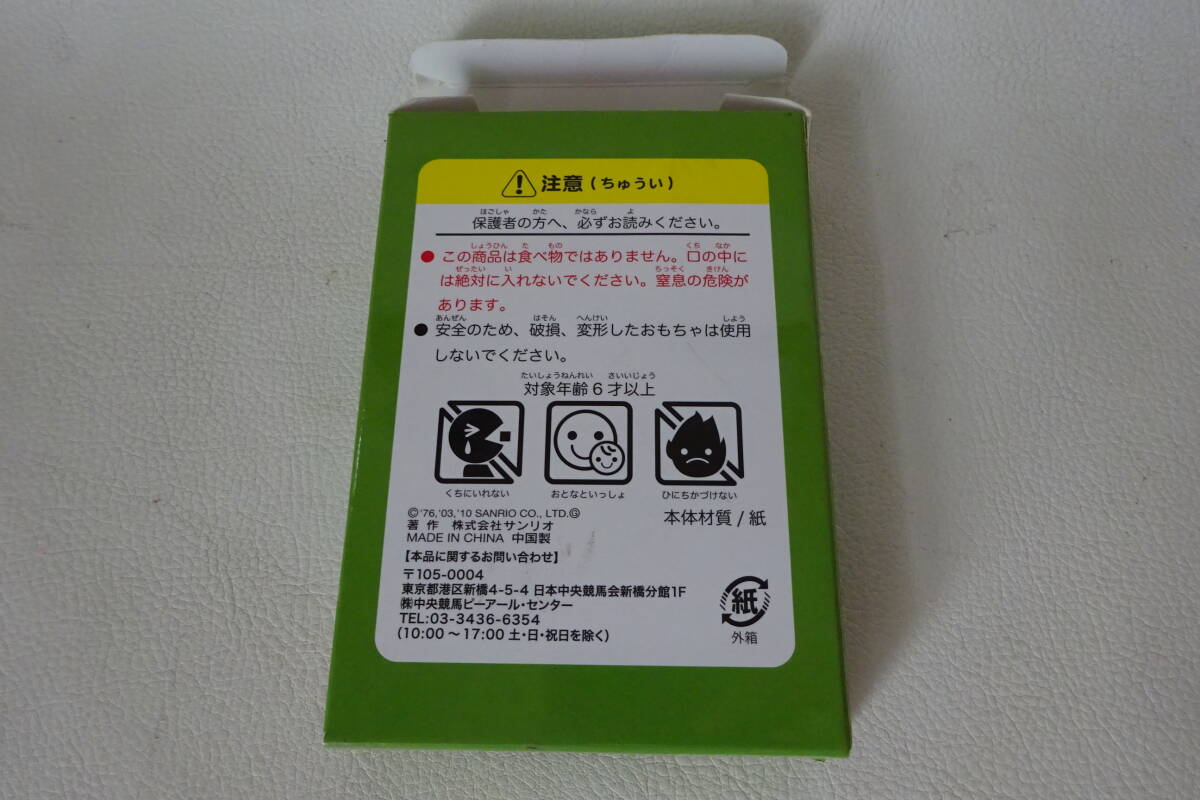 注意(ちゅうい)
ほごしゃ かた かなら よ
保護者の方へ、必ずお読みください。
しょうひん た もの くち なか
● この商品は食べ物ではありません。口の中に
ぜったい い ちっそく きけん
は絶対に入れないでください。窒息の危険が
あります。
あんぜん はそん へんけい しよう
● 安全のため、破損、変形したおもちゃは使用
しないでください。
たいしょうねんれい さいいじょう
対象年齢6才以上
くちにいれない おとなといっしょ ひにちかづけない
©'76,'03,'10 SANRIO CO., LTD.Ⓖ
著 作 株式会社サンリオ
MADE IN CHINA 中国製
本体材質/紙
【本品に関するお問い合わせ】
〒105-0004
東京都港区新橋4-5-4 日本中央競馬会新橋分館1F
㈱中央競馬ピーアール・センター
TEL:03-3436-6354
(10:00~17:00 土・日・祝日を除く)
紙
外箱